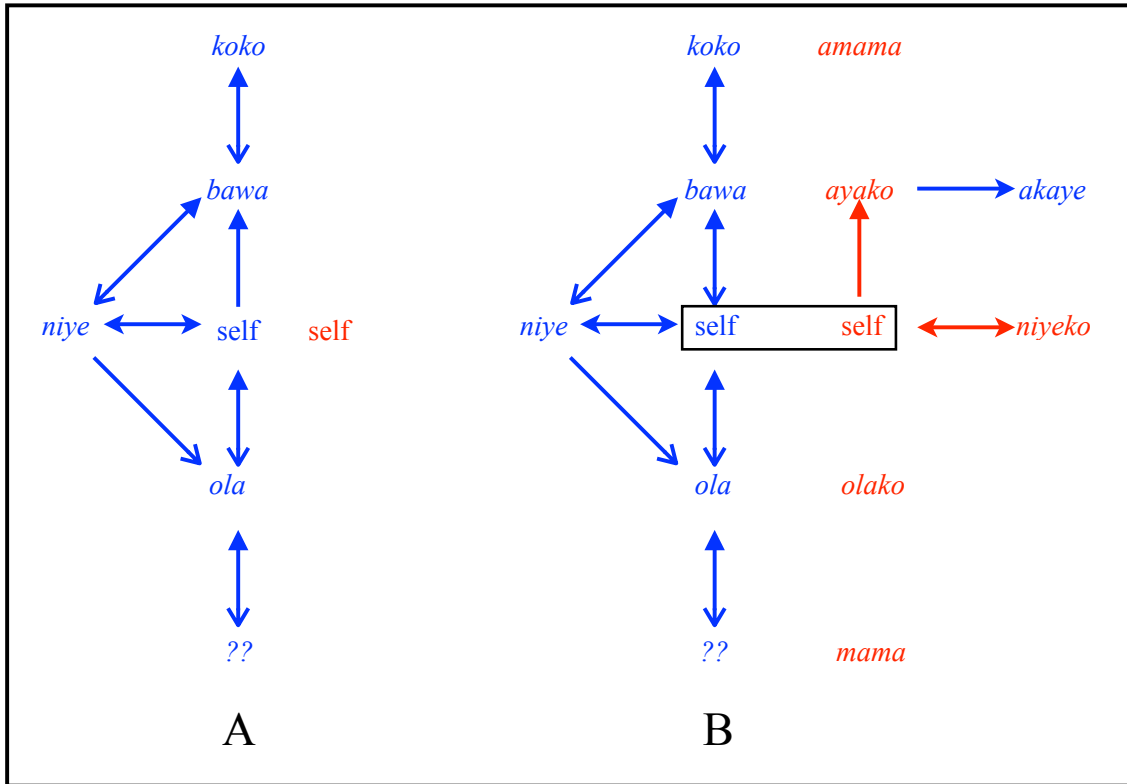 koko
bawa
niye self self
ola
??
A
koko amama
bawa ayako akaye
niye self self niyeko
ola olako
?? mama
B